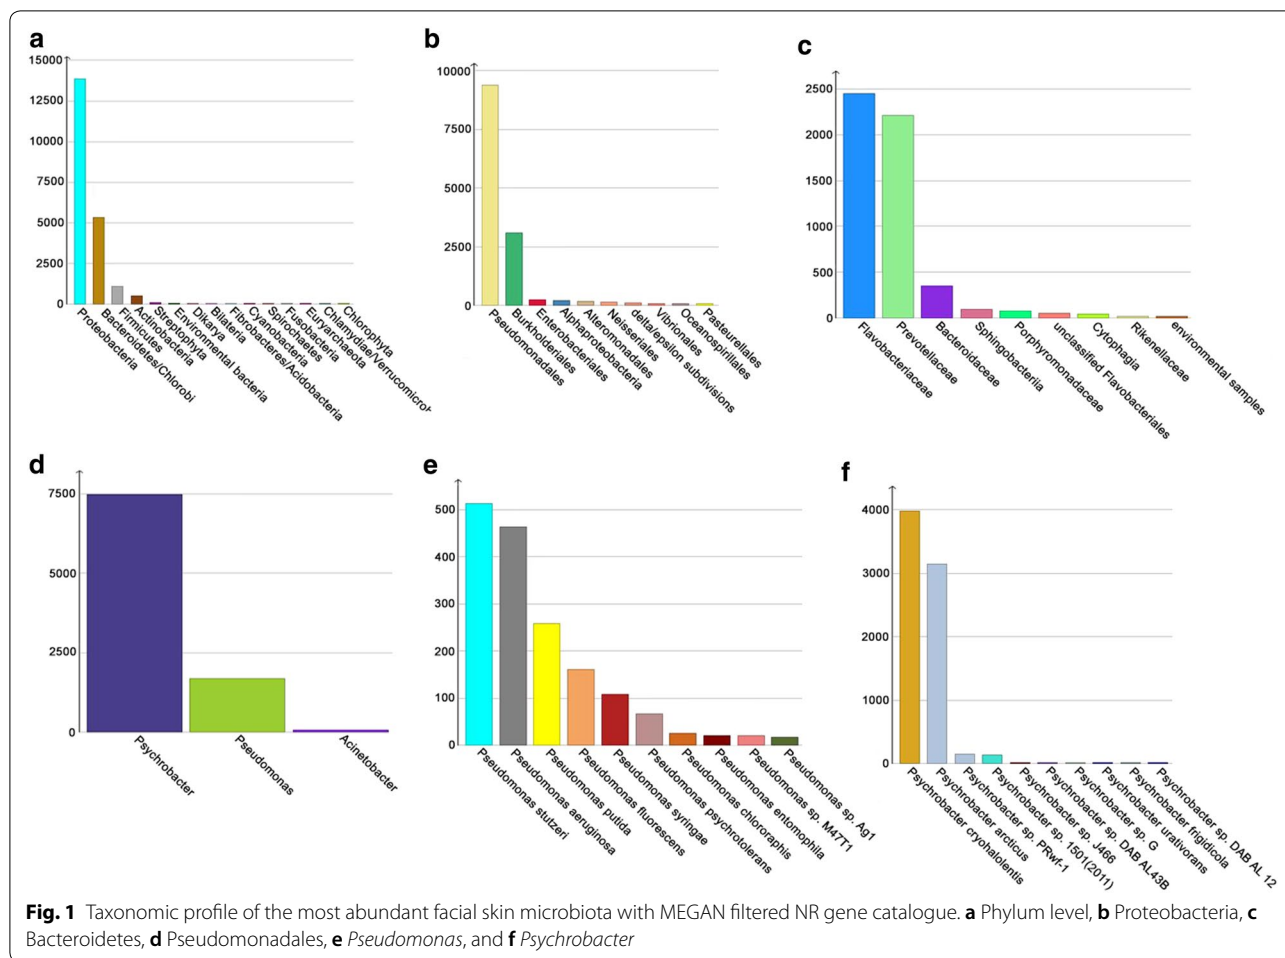 a
15000
12500
10000
7500
5000
2500
0
Proteobacteria
Bacteroidetes/Chlorobi
Firmicutes
Actinobacteria
Streptophyta
Environmental bacteria
Dikarya
Bilateria
Fibrobacteres/Acidobacteria
Cyanobacteria
Spirochaetes
Fusobacteria
Euryarchaeota
Chlamydiae/Verrucomicrob
Chlorophyta
b
10000
7500
5000
2500
0
Pseudomonadales
Burkholderiales
Enterobacteriales
Alphaproteobacteria
Alteromonadales
Neisseriales
delta/epsilon subdivisions
Vibrionales
Oceanospirillales
Pasteurellales
c
2500
2000
1500
1000
500
0
Flavobacteriaceae
Prevotellaceae
Bacteroidaceae
Sphingobacteriia
Porphyromonadaceae
unclassified Flavobacteriales
Cytophagia
Rikenellaceae
environmental samples
d
7500
5000
2500
0
Psychrobacter
Pseudomonas
Acinetobacter
e
500
400
300
200
100
0
Pseudomonas stutzeri
Pseudomonas aeruginosa
Pseudomonas putida
Pseudomonas fluorescens
Pseudomonas syringae
Pseudomonas psychrotolerans
Pseudomonas chlororaphis
Pseudomonas entomophila
Pseudomonas sp. M47T1
Pseudomonas sp. Ag1
f
4000
3000
2000
1000
0
Psychrobacter cryohalolentis
Psychrobacter arcticus
Psychrobacter sp. PRwf-1
Psychrobacter sp. 1501(2011)
Psychrobacter sp. J466
Psychrobacter sp. DAB AL43B
Psychrobacter sp. G
Psychrobacter urativorans
Psychrobacter frigidicola
Psychrobacter sp. DAB AL 12
Fig. 1 Taxonomic profile of the most abundant facial skin microbiota with MEGAN filtered NR gene catalogue. a Phylum level, b Proteobacteria, c
Bacteroidetes, d Pseudomonadales, e Pseudomonas, and f Psychrobacter